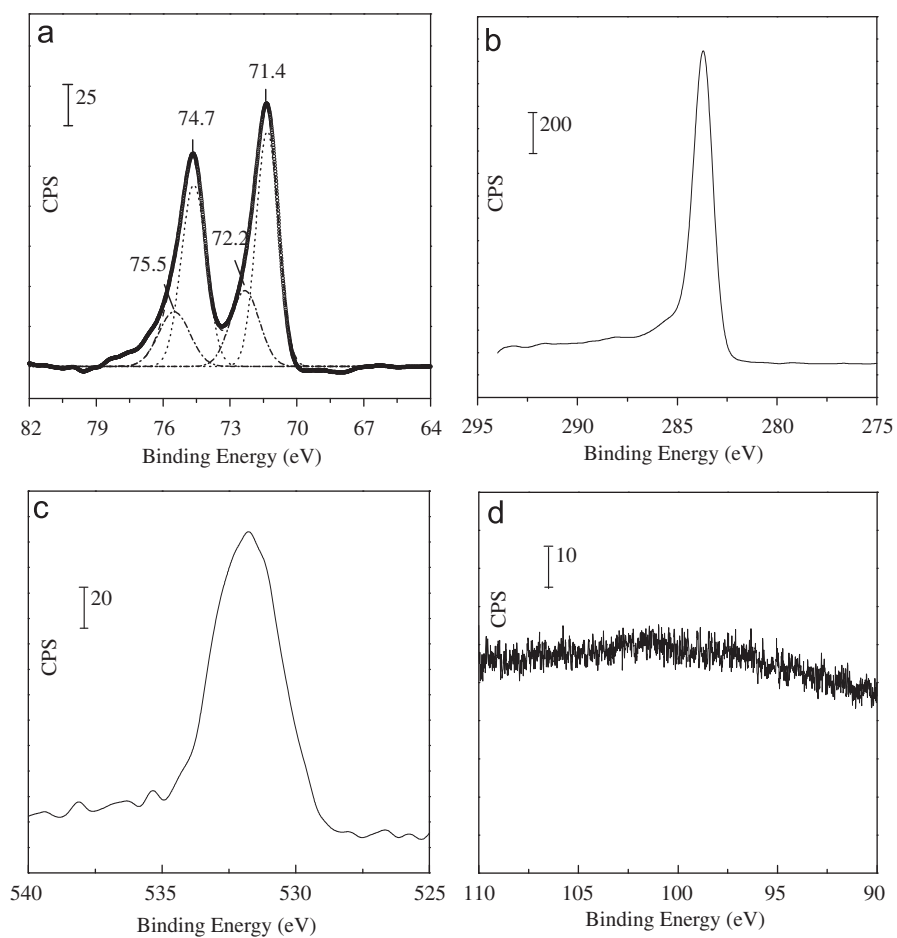 a
25
71.4
74.7
72.2
75.5
CPS
82 79 76 73 70 67 64
Binding Energy (eV)
b
200
CPS
295 290 285 280 275
Binding Energy (eV)
c
20
CPS
540 535 530 525
Binding Energy (eV)
d
10
CPS
110 105 100 95 90
Binding Energy (eV)